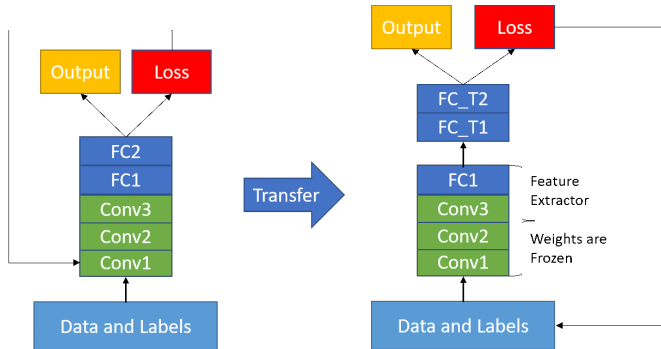 Output
Loss
FC2
FC1
Conv3
Conv2
Conv1
Data and Labels
Transfer
Output
Loss
FC_T2
FC_T1
FC1
Conv3
Conv2
Conv1
Feature
Extractor
Weights are
Frozen
Data and Labels